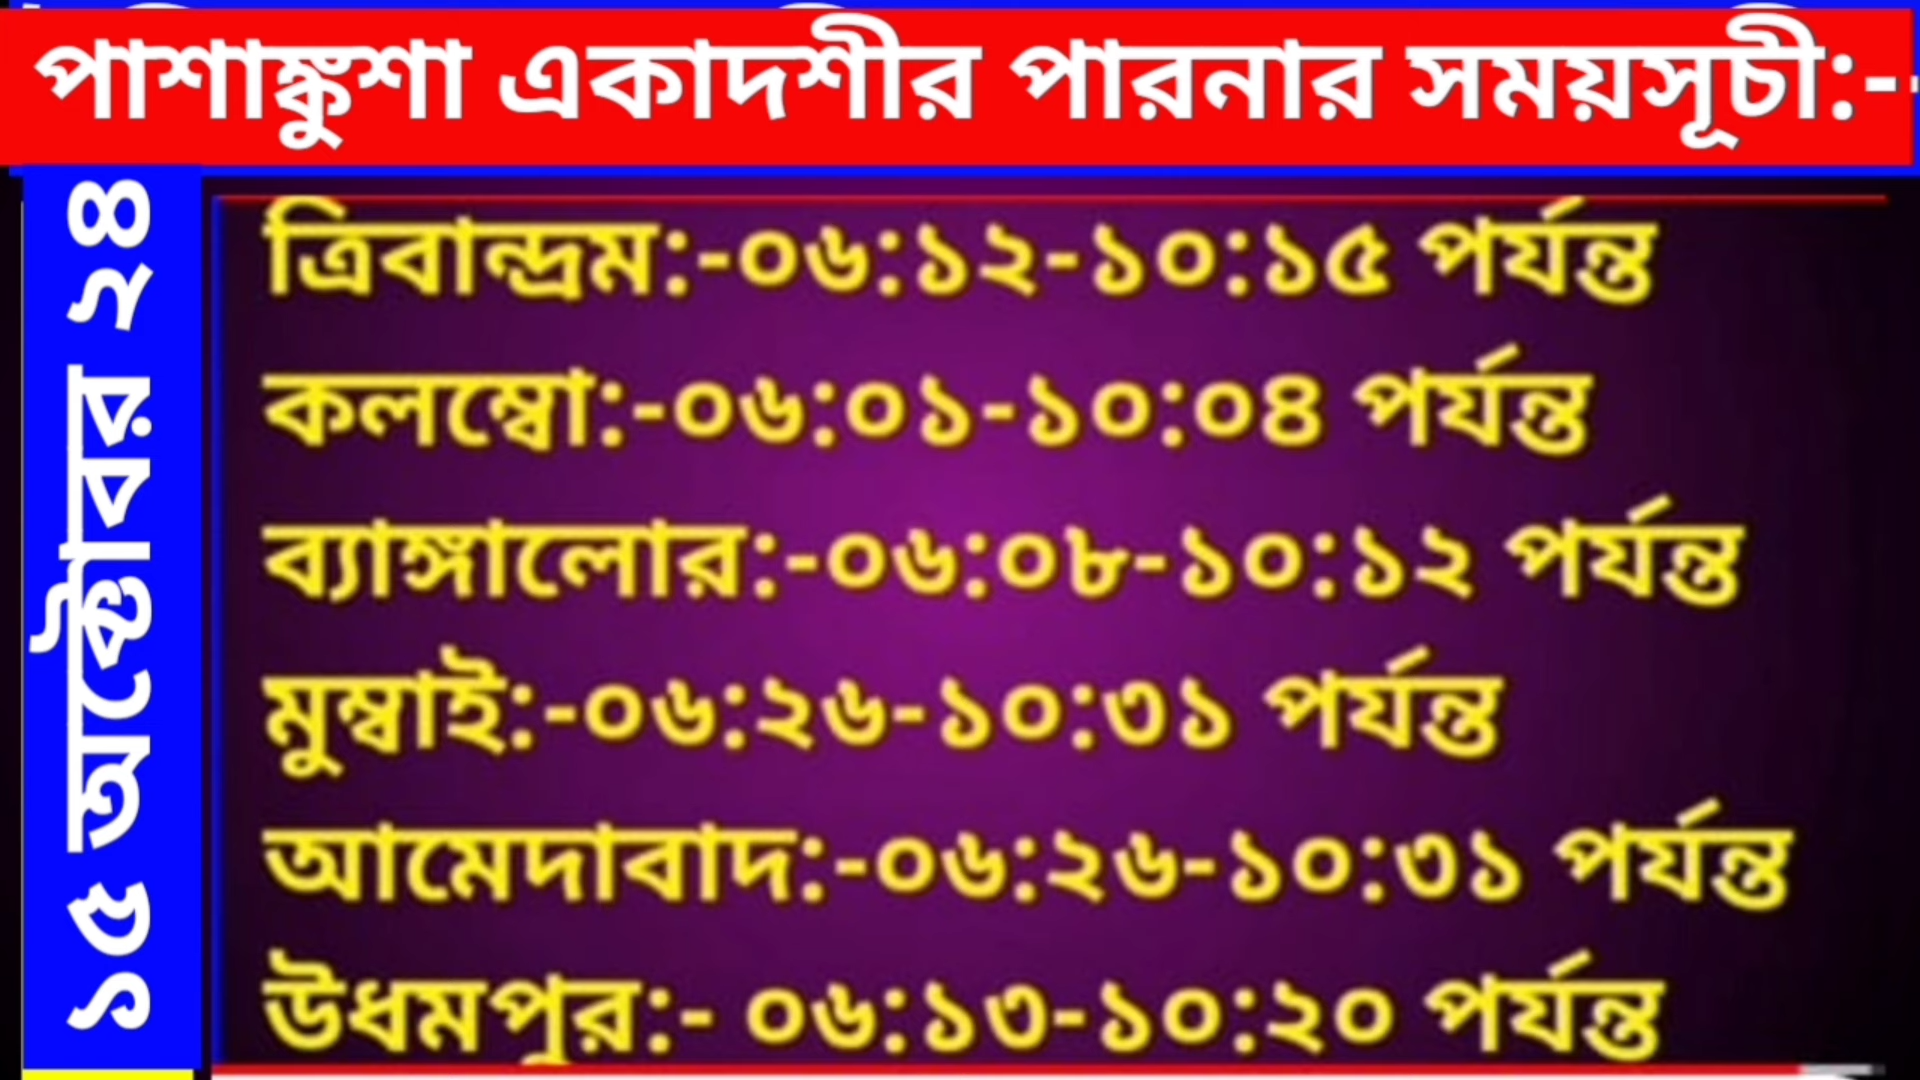 পাশাঙ্কুশা একাদশীর পারনার সময়সূচী:-
১৫ অক্টোবর ২৪
ত্রিবান্দ্রম:-০৬:১২-১০:১৫ পর্যন্ত
কলম্বো:-০৬:০১-১০:০৪ পর্যন্ত
ব্যাঙ্গালোর:-০৬:০৮-১০:১২ পর্যন্ত
মুম্বাই:-০৬:২৬-১০:৩১ পর্যন্ত
আমেদাবাদ:-০৬:২৬-১০:৩১ পর্যন্ত
উধমপুর:- ০৬:১৩-১০:২০ পর্যন্ত